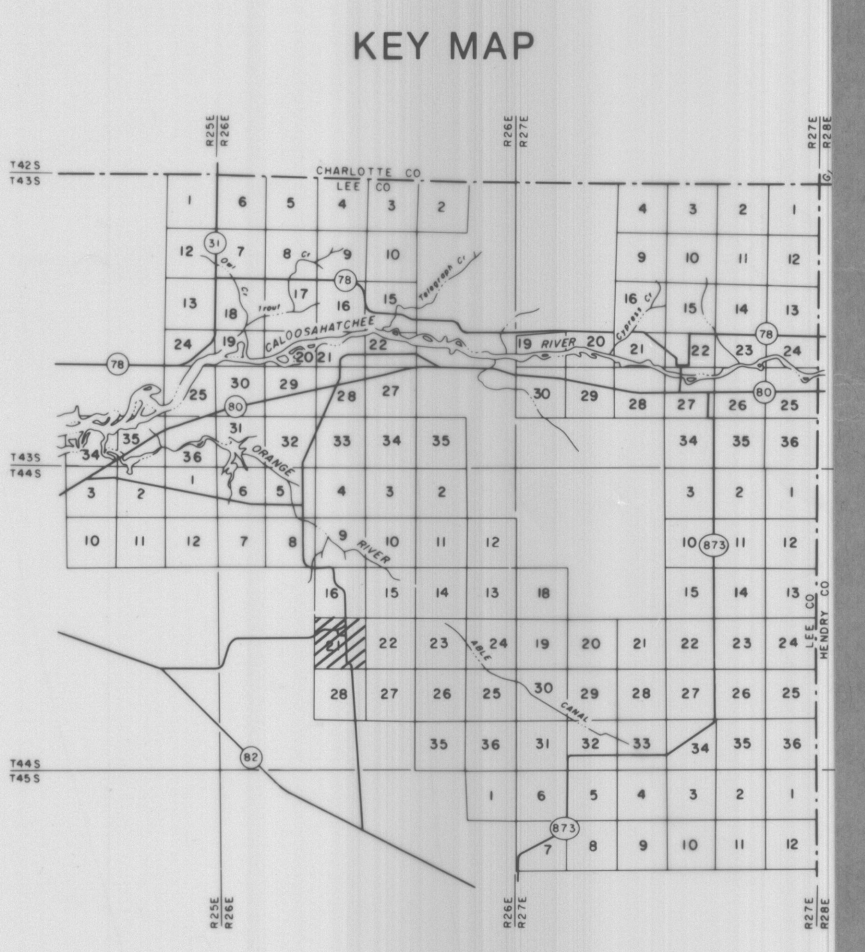 KEY MAP
R25E R26E
R26E R27E
R27E R28E
T42S
T43S
CHARLOTTE CO
LEE CO
1 6 5 4 3 2 4 3 2 1
12 31 7 8 Cr 9 10 9 10 11 12
Owl Cr
78
Telegraph Cr
13 18 Trout 17 16 15 16 Cypress Cr 15 14 13
CALOOSAHATCHEE RIVER
24 19 20 21 22 19 20 21 22 23 24
78
78
25 30 29 28 27 30 29 28 27 26 25
80
80
34 35 36 31 32 33 34 35 34 35 36
ORANGE RIVER
T43S
T44S
3 2 1 6 5 4 3 2 3 2 1
10 11 12 7 8 9 10 11 12 10 873 11 12
16 15 14 13 18 15 14 13
LEE CO
HENDRY CO
21 22 23 24 19 20 21 22 23 24
ABLE CANAL
28 27 26 25 30 29 28 27 26 25
35 36 31 32 33 34 35 36
82
T44S
T45S
1 6 5 4 3 2 1
873
7 8 9 10 11 12
R25E R26E
R26E R27E
R27E R28E